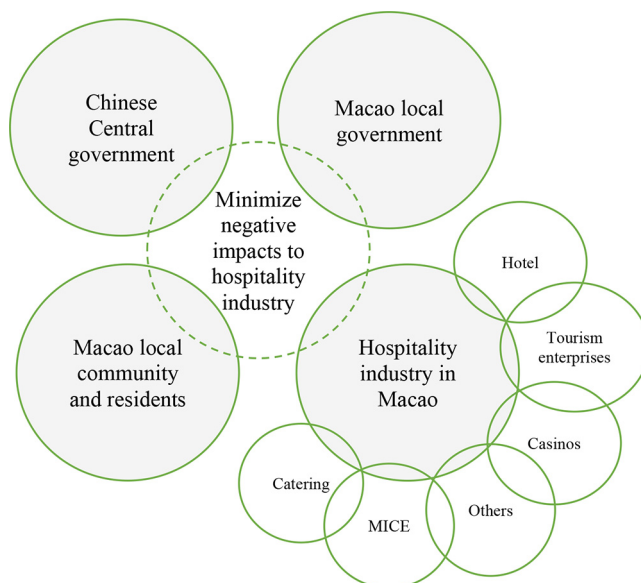 Chinese
Central
government
Macao local
government
Minimize
negative
impacts to
hospitality
industry
Hotel
Tourism
enterprises
Macao local
community
and residents
Hospitality
industry in
Macao
Casinos
Catering
Others
MICE